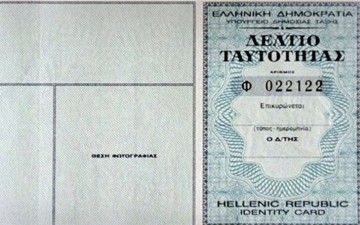 ΘΕΣΗ ΦΩΤΟΓΡΑΦΙΑΣ
ΕΛΛΗΝΙΚΗ ΔΗΜΟΚΡΑΤΙΑ
ΥΠΟΥΡΓΕΙΟ ΔΗΜΟΣΙΑΣ ΤΑΞΗΣ
ΔΕΛΤΙΟ
ΤΑΥΤΟΤΗΤΑΣ
ΑΡΙΘΜΟΣ
Φ 022122
Επικυρώνεται:
(τόπος - ημερομηνία)
Ο Δ/ΤΗΣ
HELLENIC REPUBLIC
IDENTITY CARD